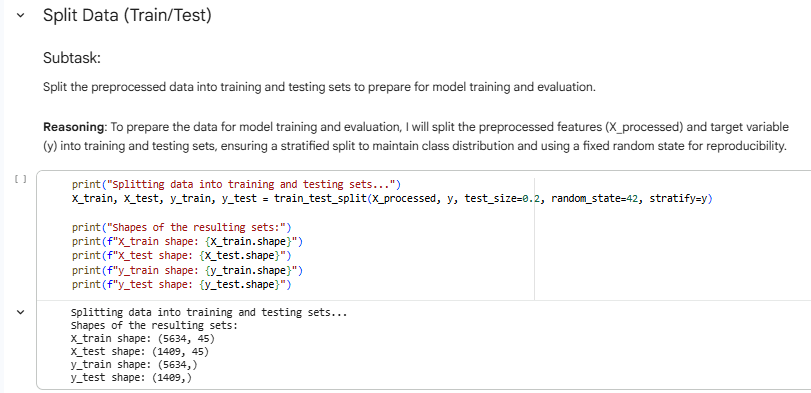 Split Data (Train/Test)
Subtask:
Split the preprocessed data into training and testing sets to prepare for model training and evaluation.
Reasoning: To prepare the data for model training and evaluation, I will split the preprocessed features (X_processed) and target variable
(y) into training and testing sets, ensuring a stratified split to maintain class distribution and using a fixed random state for reproducibility.
[ ]
print("Splitting data into training and testing sets...")
X_train, X_test, y_train, y_test = train_test_split(X_processed, y, test_size=0.2, random_state=42, stratify=y)
print("Shapes of the resulting sets:")
print(f"X_train shape: {X_train.shape}")
print(f"X_test shape: {X_test.shape}")
print(f"y_train shape: {y_train.shape}")
print(f"y_test shape: {y_test.shape}")
Splitting data into training and testing sets...
Shapes of the resulting sets:
X_train shape: (5634, 45)
X_test shape: (1409, 45)
y_train shape: (5634,)
y_test shape: (1409,)